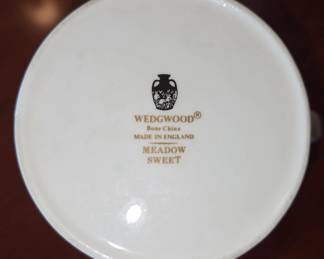 WEDGWOOD®
Bone China
MADE IN ENGLAND
MEADOW
SWEET